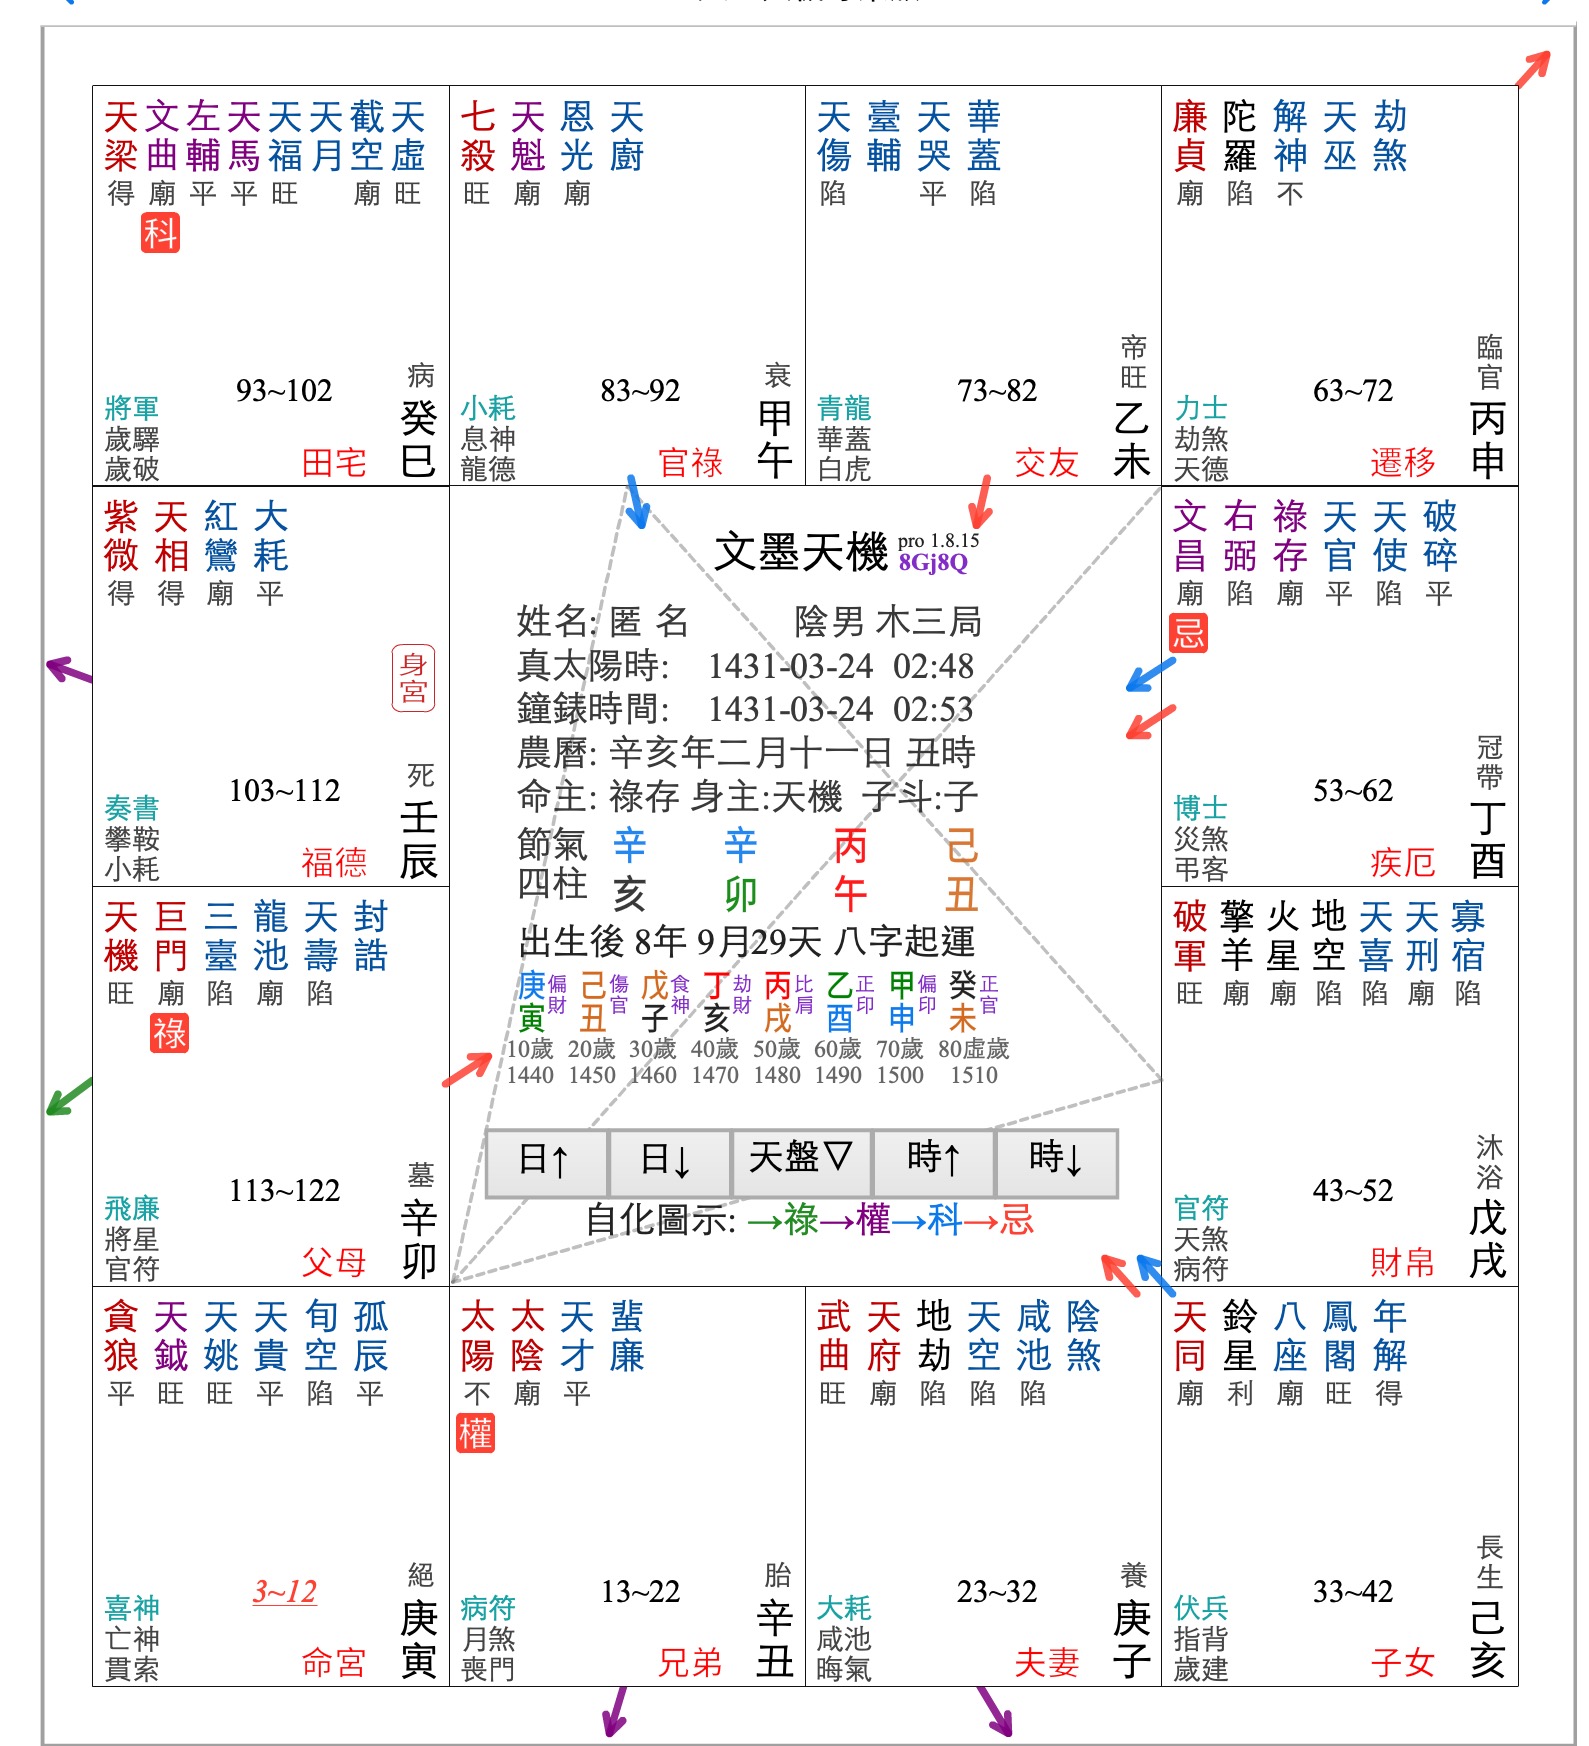 天梁 文曲 左輔 天馬 天福 天月 截空 天虛
得 廟 平 平 旺 廟 旺
科
93~102
病
癸巳
將軍
歲驛
歲破
田宅
七殺 天魁 恩光 天廚
旺 廟 廟
83~92
衰
甲午
小耗
息神
龍德
官祿
天傷 臺輔 天哭 華蓋
陷 平 陷
73~82
帝旺
乙未
青龍
華蓋
白虎
交友
廉貞 陀羅 解神 天巫 劫煞
廟 陷 不
63~72
臨官
丙申
力士
劫煞
天德
遷移
紫微 天相 紅鸞 大耗
得 得 廟 平
身宮
103~112
死
壬辰
奏書
攀鞍
小耗
福德
文墨天機 pro 1.8.15
8Gj8Q
姓名: 匿 名 陰男 木三局
真太陽時: 1431-03-24 02:48
鐘錶時間: 1431-03-24 02:53
農曆: 辛亥年二月十一日 丑時
命主: 祿存 身主:天機 子斗:子
節氣 辛 辛 丙 己
四柱 亥 卯 午 丑
出生後 8年 9月29天 八字起運
庚寅 偏財 己丑 傷官 戊子 食神 丁亥 劫財 丙戌 比肩 乙酉 正印 甲申 偏印 癸未 正官
10歲 20歲 30歲 40歲 50歲 60歲 70歲 80虛歲
1440 1450 1460 1470 1480 1490 1500 1510
日↑ 日↓ 天盤▽ 時↑ 時↓
自化圖示: →祿→權→科→忌
文昌 右弼 祿存 天官 天使 破碎
廟 陷 廟 平 陷 平
忌
53~62
冠帶
丁酉
博士
災煞
弔客
疾厄
天機 巨門 三臺 龍池 天壽 封誥
旺 廟 陷 廟 陷
祿
113~122
墓
辛卯
飛廉
將星
官符
父母
破軍 擎羊 火星 地空 天喜 天刑 寡宿
旺 廟 廟 陷 陷 廟 陷
43~52
沐浴
戊戌
官符
天煞
病符
財帛
貪狼 天鉞 天姚 天貴 旬空 孤辰
平 旺 旺 平 陷 平
3~12
絕
庚寅
喜神
亡神
貫索
命宮
太陽 太陰 天才 蜚廉
不 廟 平
權
13~22
胎
辛丑
病符
月煞
喪門
兄弟
武曲 天府 地劫 天空 咸池 陰煞
旺 廟 陷 陷 陷
23~32
養
庚子
大耗
咸池
晦氣
夫妻
天同 鈴星 八座 鳳閣 年解
廟 利 廟 旺 得
33~42
長生
己亥
伏兵
指背
歲建
子女